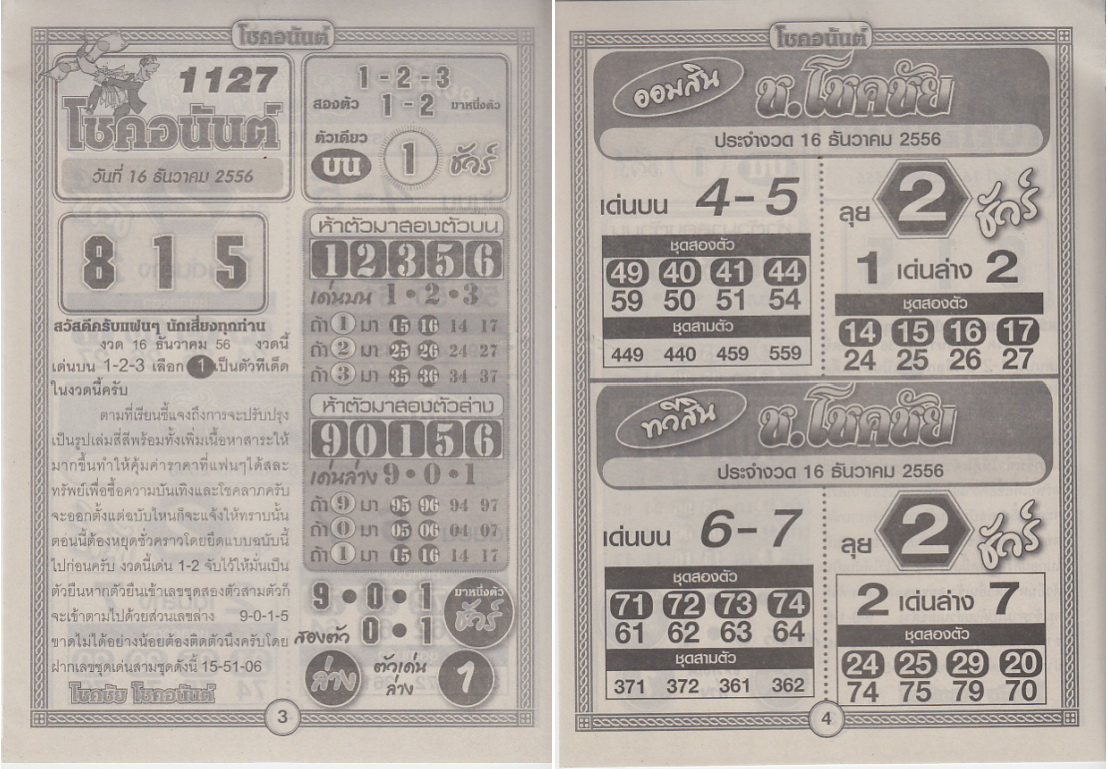 โชคอนันต์
1127
โชคอนันต์
วันที่ 16 ธันวาคม 2556
1 - 2 - 3
สองตัว 1 - 2 มาหนึ่งตัว
ตัวเดียว
บน 1 ชัวร์
8 1 5
สวัสดีครับแฟนๆ นักเสี่ยงทุกท่าน
งวด 16 ธันวาคม 56 งวดนี้
เด่นบน 1-2-3 เลือก 1 เป็นตัวทีเด็ด
ในงวดนี้ครับ
ตามที่เรียนชี้แจงถึงการจะปรับปรุง
เป็นรูปเล่มสี่สีพร้อมทั้งเพิ่มเนื้อหาสาระให้
มากขึ้นทำให้คุ้มค่าราคาที่แฟนๆได้สละ
ทรัพย์เพื่อซื้อความบันเทิงและโชคลาภครับ
จะออกตั้งแต่ฉบับไหนก็จะแจ้งให้ทราบนั้น
ตอนนี้ต้องหยุดชั่วคราวโดยยึดแบบฉบับนี้
ไปก่อนครับ งวดนี้เด่น 1-2 จับไว้ให้มั่นเป็น
ตัวยืนหากตัวยืนเข้าเลขชุดสองตัวสามตัวก็
จะเข้าตามไปด้วยส่วนเลขล่าง 9-0-1-5
ขาดไม่ได้อย่างน้อยต้องติดตัวนึงครับโดย
ฝากเลขชุดเด่นสามชุดดังนี้ 15-51-06
โชคชัย โชคอนันต์
ห้าตัวมาสองตัวบน
1 2 3 5 6
เด่นบน 1 • 2 • 3
ถ้า 1 มา 15 16 14 17
ถ้า 2 มา 25 26 24 27
ถ้า 3 มา 35 36 34 37
ห้าตัวมาสองตัวล่าง
9 0 1 5 6
เด่นล่าง 9 • 0 • 1
ถ้า 9 มา 95 96 94 97
ถ้า 0 มา 05 06 04 07
ถ้า 1 มา 15 16 14 17
9 • 0 • 1 มาหนึ่งตัว
สองตัว 0 • 1 ชัวร์
ล่าง ตัวเด่น ล่าง 1
3
โชคอนันต์
ออมสิน ช.โชคชัย
ประจำงวด 16 ธันวาคม 2556
เด่นบน 4 - 5
ชุดสองตัว
49 40 41 44
59 50 51 54
ชุดสามตัว
449 440 459 559
ลุย 2 ชัวร์
1 เด่นล่าง 2
ชุดสองตัว
14 15 16 17
24 25 26 27
ทวีสิน ช.โชคชัย
ประจำงวด 16 ธันวาคม 2556
เด่นบน 6 - 7
ชุดสองตัว
71 72 73 74
61 62 63 64
ชุดสามตัว
371 372 361 362
ลุย 2 ชัวร์
2 เด่นล่าง 7
ชุดสองตัว
24 25 29 20
74 75 79 70
4